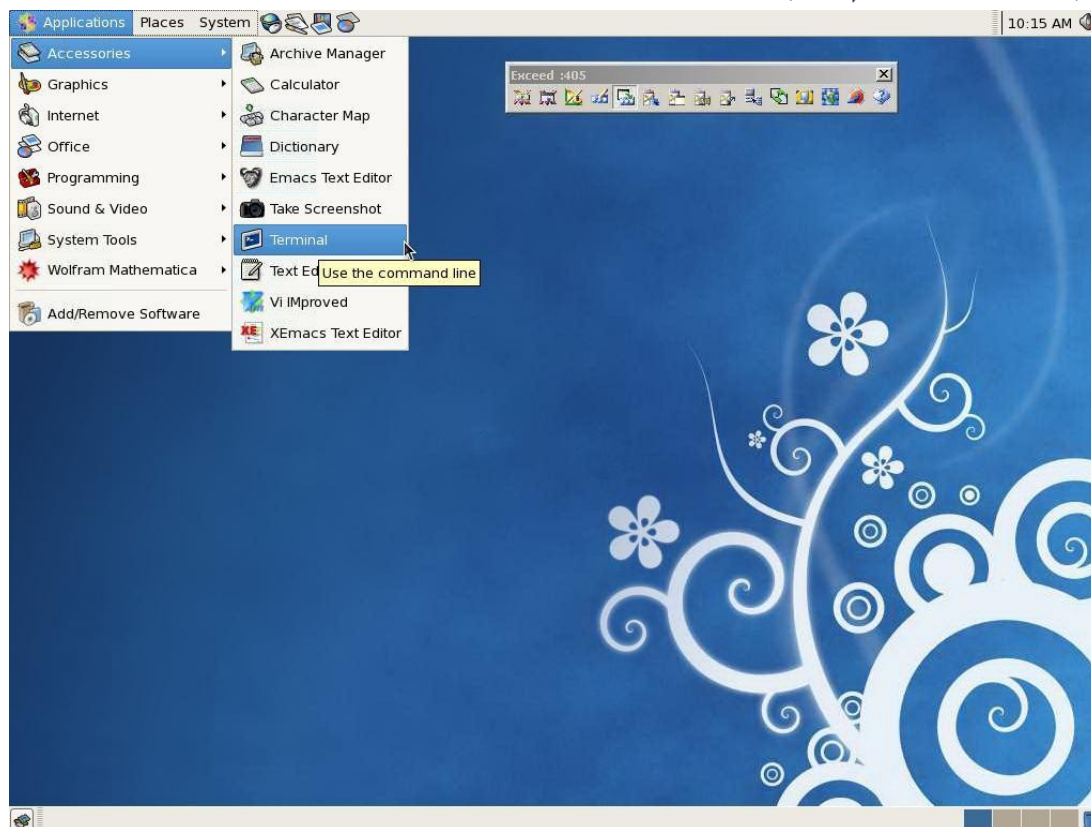 Applications Places System
10:15 AM
Accessories
Graphics
Internet
Office
Programming
Sound & Video
System Tools
Wolfram Mathematica
Add/Remove Software
Archive Manager
Calculator
Character Map
Dictionary
Emacs Text Editor
Take Screenshot
Terminal
Text Ed
Use the command line
Vi IMproved
XEmacs Text Editor
Exceed :405